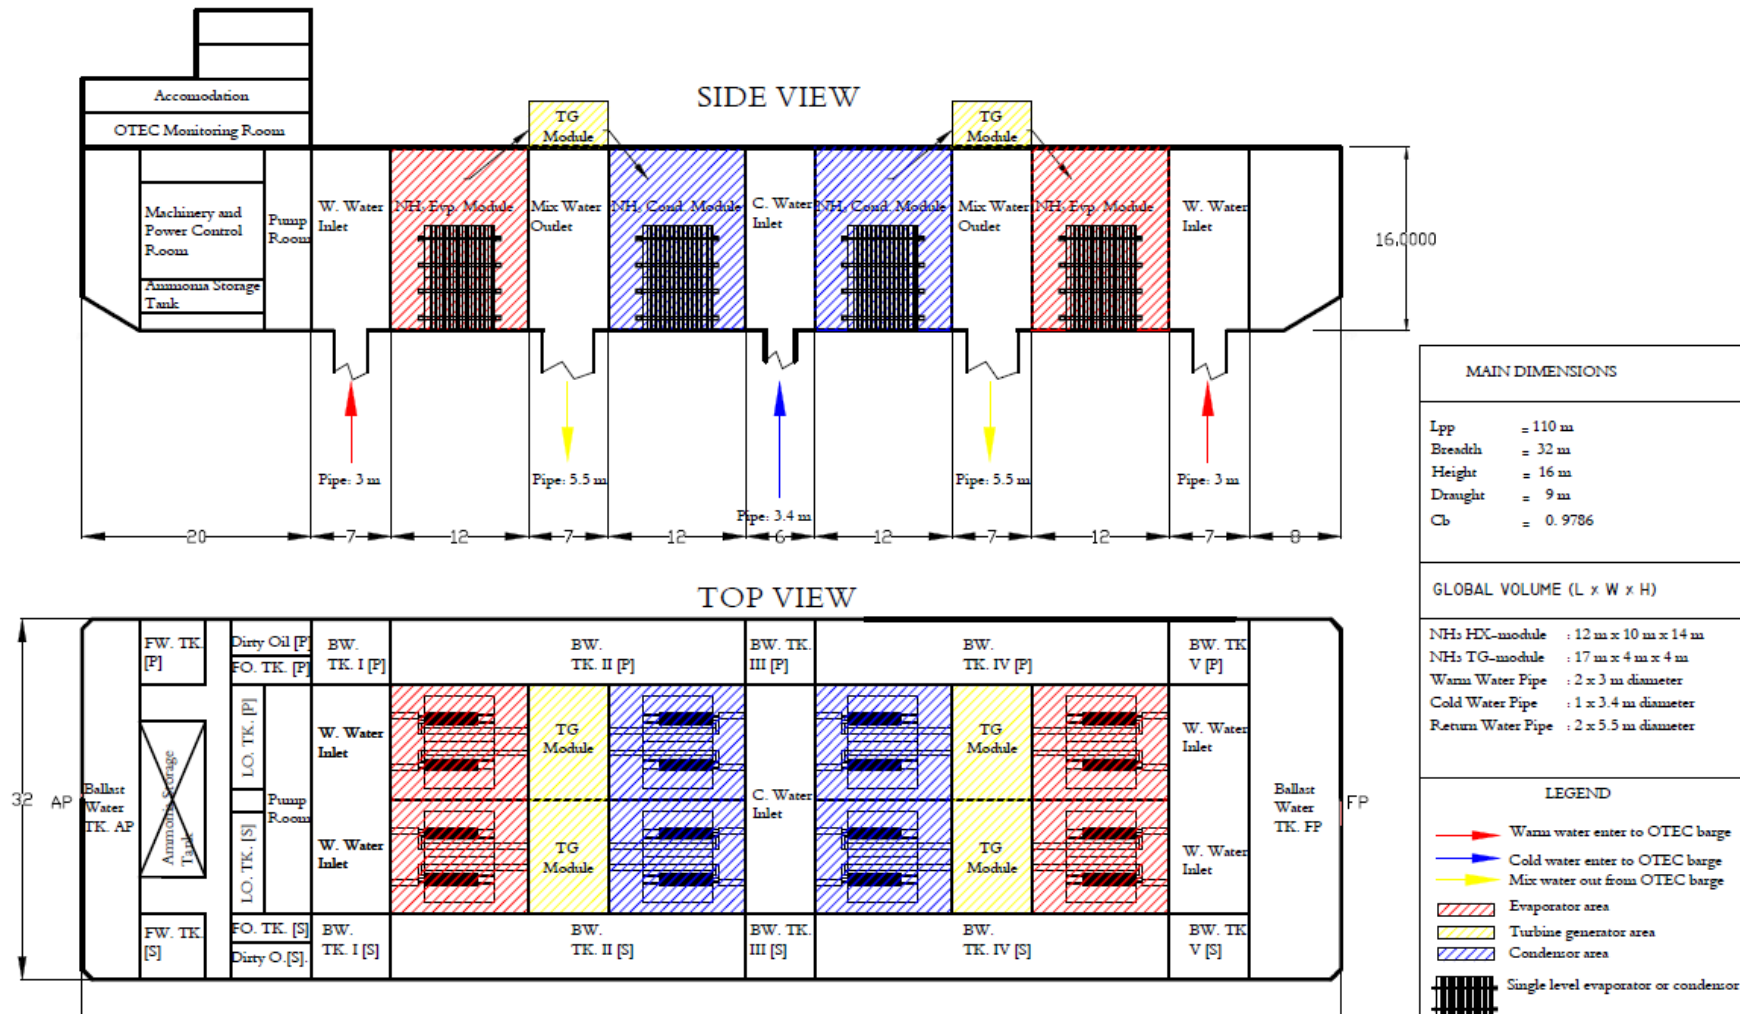 SIDE VIEW
Accomodation
OTEC Monitoring Room
TG
Module
TG
Module
Machinery and
Power Control
Room
Ammonia Storage
Tank
Pump
Room
W. Water
Inlet
NH3 Evp. Module
Mix Water
Outlet
NH3 Cond. Module
C. Water
Inlet
NH3 Cond. Module
Mix Water
Outlet
NH3 Evp. Module
W. Water
Inlet
16,0000
Pipe: 3 m
Pipe: 5.5 m
Pipe: 3.4 m
Pipe: 5.5 m
Pipe: 3 m
20
7
12
7
12
6
12
7
12
7
8
TOP VIEW
32
AP
Ballast
Water
TK. AP
FW. TK.
[P]
Dirty Oil [P]
FO. TK. [P]
BW.
TK. I [P]
BW.
TK. II [P]
BW. TK.
III [P]
BW.
TK. IV [P]
BW. TK
V [P]
Ammonia Storage
Tank
LO. TK. [P]
LO. TK. [S]
Pump
Room
W. Water
Inlet
W. Water
Inlet
TG
Module
TG
Module
C. Water
Inlet
TG
Module
TG
Module
W. Water
Inlet
W. Water
Inlet
Ballast
Water
TK. FP
FP
FW. TK.
[S]
FO. TK. [S]
Dirty O.[S].
BW.
TK. I [S]
BW.
TK. II [S]
BW. TK.
III [S]
BW.
TK. IV [S]
BW. TK
V [S]
MAIN DIMENSIONS
Lpp = 110 m
Breadth = 32 m
Height = 16 m
Draught = 9 m
Cb = 0. 9786
GLOBAL VOLUME (L x W x H)
NH3 HX-module : 12 m x 10 m x 14 m
NH3 TG-module : 17 m x 4 m x 4 m
Warm Water Pipe : 2 x 3 m diameter
Cold Water Pipe : 1 x 3.4 m diameter
Return Water Pipe : 2 x 5.5 m diameter
LEGEND
Warm water enter to OTEC barge
Cold water enter to OTEC barge
Mix water out from OTEC barge
Evaporator area
Turbine generator area
Condensor area
Single level evaporator or condensor